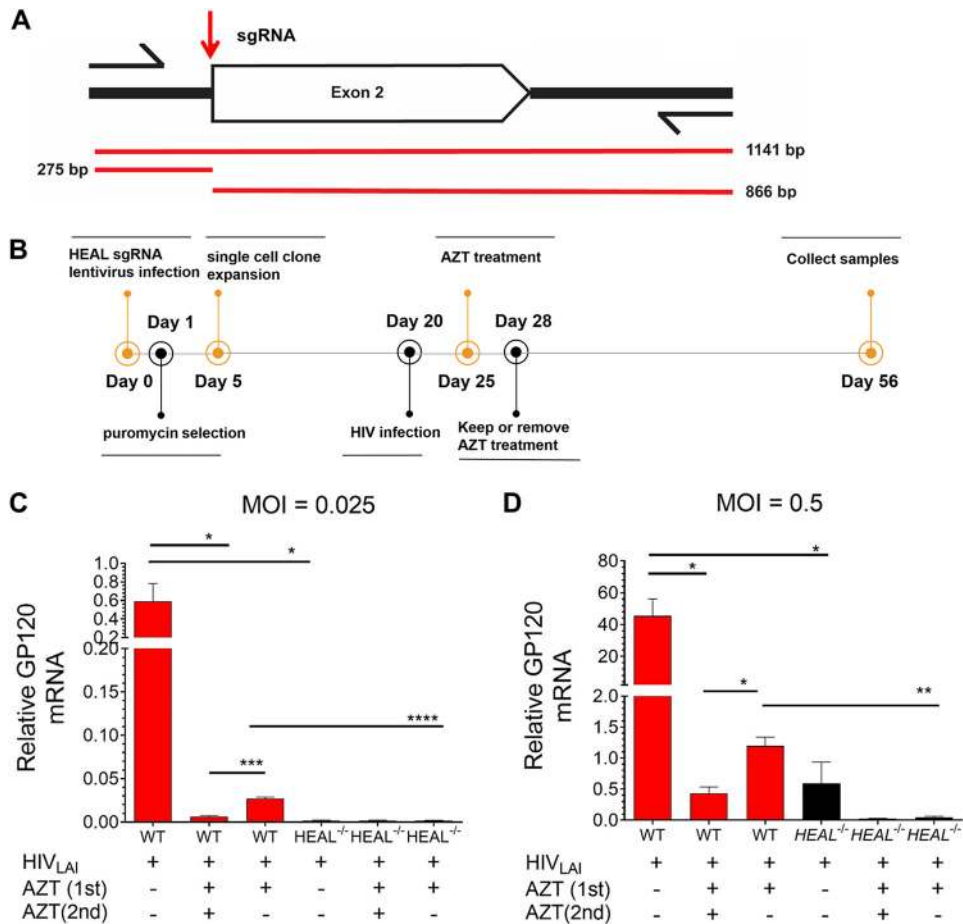 A
sgRNA
Exon 2
1141 bp
275 bp
866 bp
B
HEAL sgRNA
lentivirus infection
single cell clone
expansion
AZT treatment
Collect samples
Day 1
Day 20
Day 28
Day 0
Day 5
Day 25
Day 56
puromycin selection
HIV infection
Keep or remove
AZT treatment
C
MOI = 0.025
Relative GP120
mRNA
1.0
0.8
0.6
0.4
0.2
0.20
0.15
0.10
0.05
0.00
*
*
****
***
WT WT WT HEAL-/- HEAL-/- HEAL-/-
HIVLAI + + + + + +
AZT (1st) - + + - + +
AZT(2nd) - + - - + -
D
MOI = 0.5
Relative GP120
mRNA
80
60
40
20
2.0
1.5
1.0
0.5
0.0
*
*
*
**
WT WT WT HEAL-/- HEAL-/- HEAL-/-
+ + + + + +
- + + - + +
- + - - + -